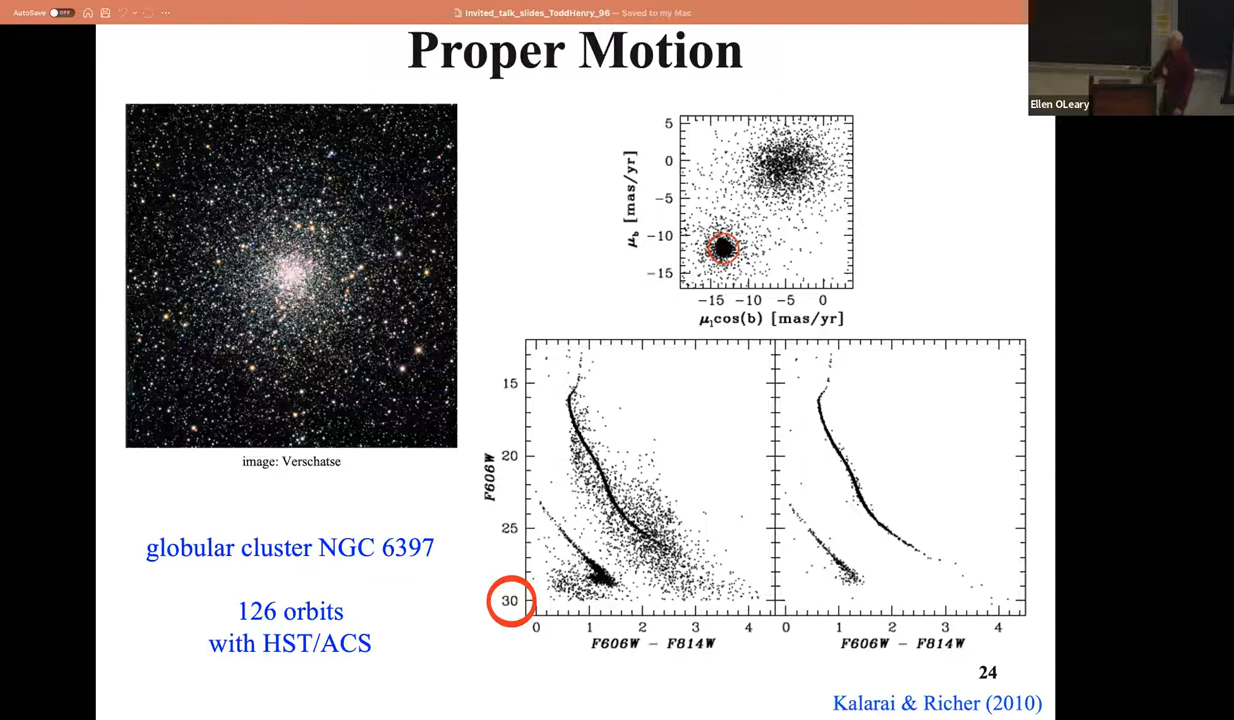 AutoSave OFF
Invited_talk_slides_ToddHenry_96 — Saved to my Mac
Proper Motion
Ellen OLeary
5
0
−5
−10
−15
μb [mas/yr]
−15 −10 −5 0
μlcos(b) [mas/yr]
image: Verschatse
globular cluster NGC 6397
126 orbits
with HST/ACS
15
20
25
30
F606W
0 1 2 3 4
F606W − F814W
0 1 2 3 4
F606W − F814W
24
Kalarai & Richer (2010)